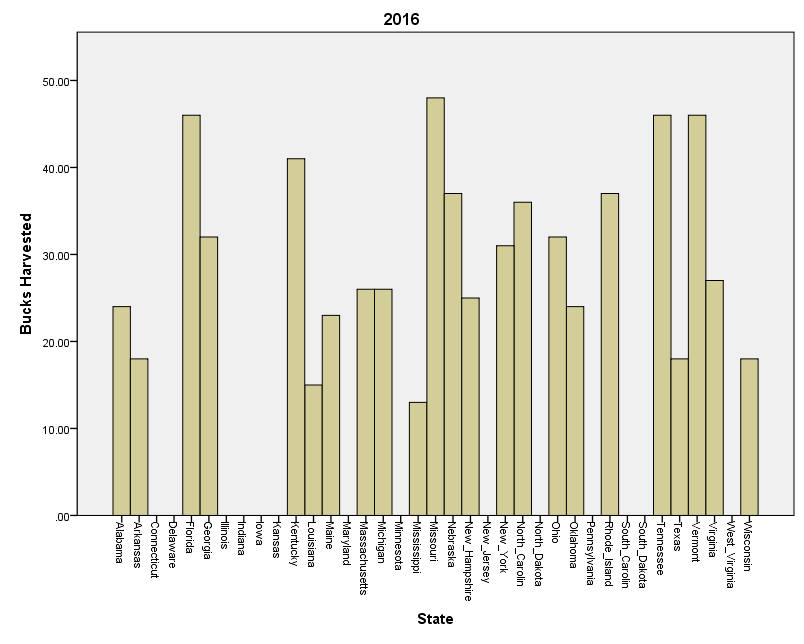 2016
Bucks Harvested
50.00
40.00
30.00
20.00
10.00
.00
Alabama
Arkansas
Connecticut
Delaware
Florida
Georgia
Illinois
Indiana
Iowa
Kansas
Kentucky
Louisiana
Maine
Maryland
Massachusetts
Michigan
Minnesota
Mississippi
Missouri
Nebraska
New_Hampshire
New_Jersey
New_York
North_Carolin
North_Dakota
Ohio
Oklahoma
Pennsylvania
Rhode_Island
South_Carolin
South_Dakota
Tennessee
Texas
Vermont
Virginia
West_Virginia
Wisconsin
State